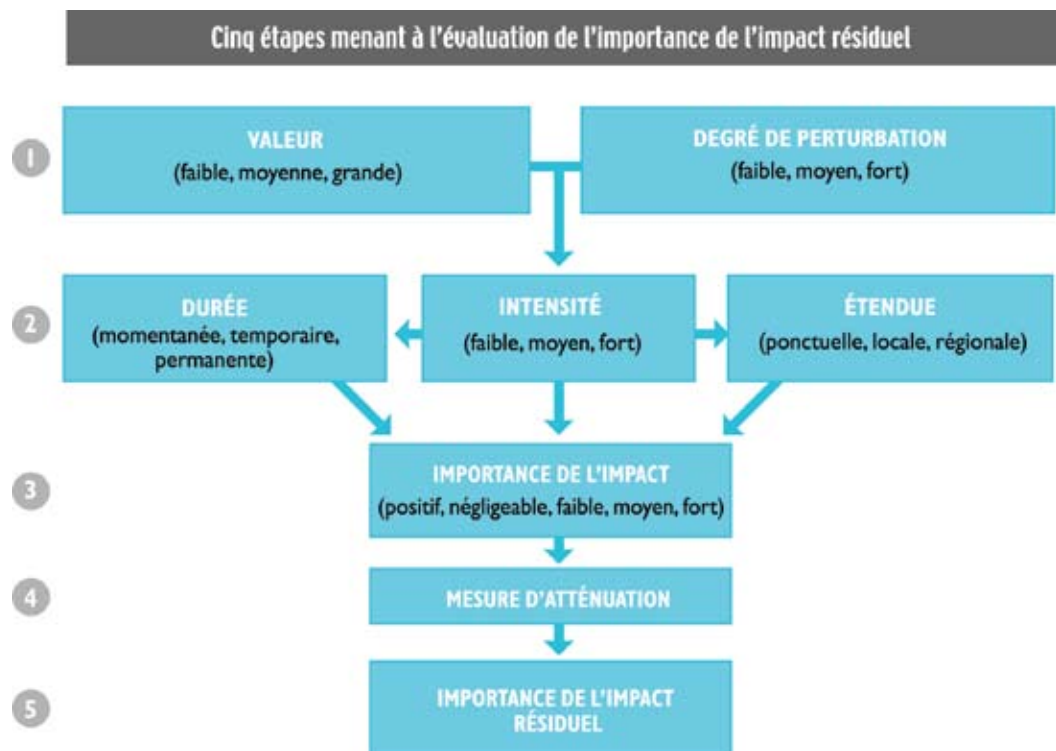 Cinq étapes menant à l'évaluation de l'importance de l'impact résiduel
1
VALEUR
(faible, moyenne, grande)
DEGRÉ DE PERTURBATION
(faible, moyen, fort)
2
DURÉE
(momentanée, temporaire,
permanente)
INTENSITÉ
(faible, moyen, fort)
ÉTENDUE
(ponctuelle, locale, régionale)
3
IMPORTANCE DE L'IMPACT
(positif, négligeable, faible, moyen, fort)
4
MESURE D'ATTÉNUATION
5
IMPORTANCE DE L'IMPACT
RÉSIDUEL